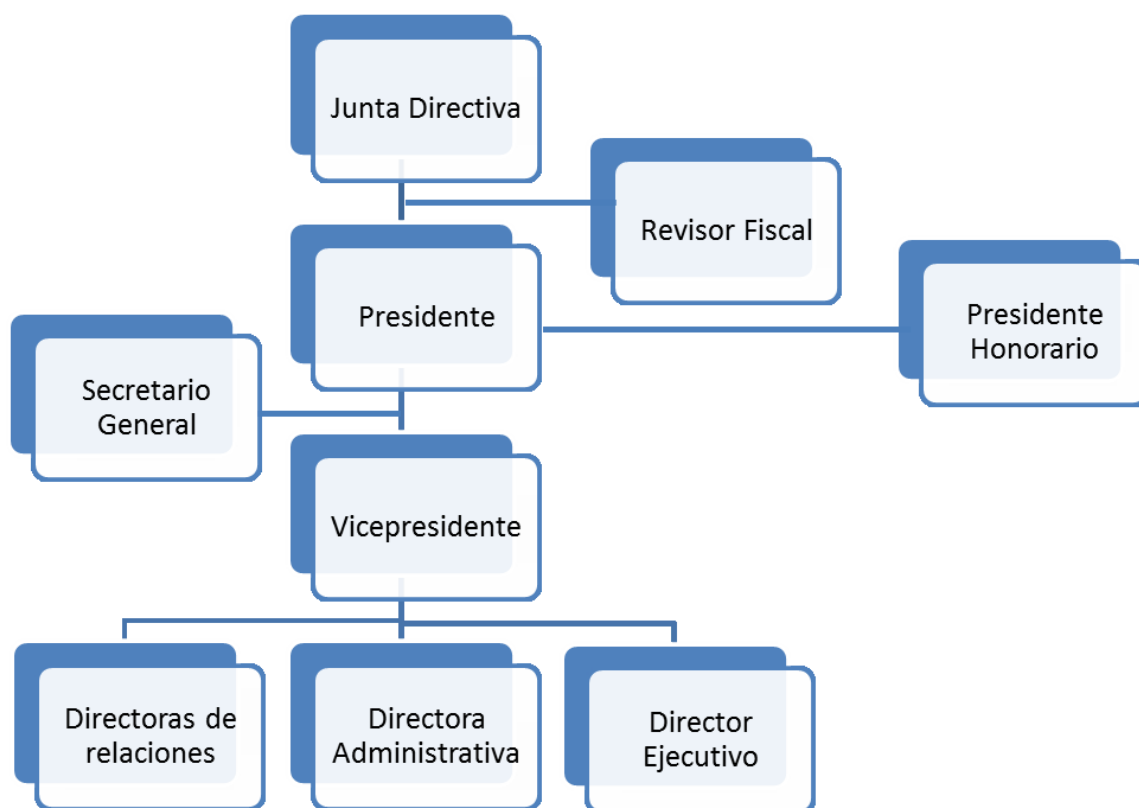 Junta Directiva
Revisor Fiscal
Presidente
Presidente
Honorario
Secretario
General
Vicepresidente
Directoras de
relaciones
Directora
Administrativa
Director
Ejecutivo